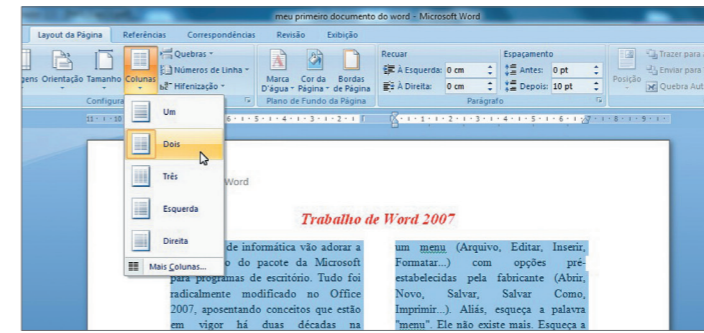 meu primeiro documento do word - Microsoft Word
Layout da Página Referências Correspondências Revisão Exibição
Orientação Tamanho Colunas
Quebras
Números de Linha
Hifenização
Marca D'água Cor da Página Bordas de Página
Plano de Fundo da Página
Recuar
À Esquerda: 0 cm
À Direita: 0 cm
Espaçamento
Antes: 0 pt
Depois: 10 pt
Parágrafo
Posição
Trazer para
Enviar para
Quebra Aut
Configura
Um
Dois
Três
Esquerda
Direita
Mais Colunas...
Word
Trabalho de Word 2007
de informática vão adorar a
do pacote da Microsoft
para programas de escritório. Tudo foi
radicalmente modificado no Office
2007, aposentando conceitos que estão
em vigor há duas décadas na
um menu (Arquivo, Editar, Inserir,
Formatar...) com opções pré-
estabelecidas pela fabricante (Abrir,
Novo, Salvar, Salvar Como,
Imprimir...). Aliás, esqueça a palavra
"menu". Ele não existe mais. Esqueça a